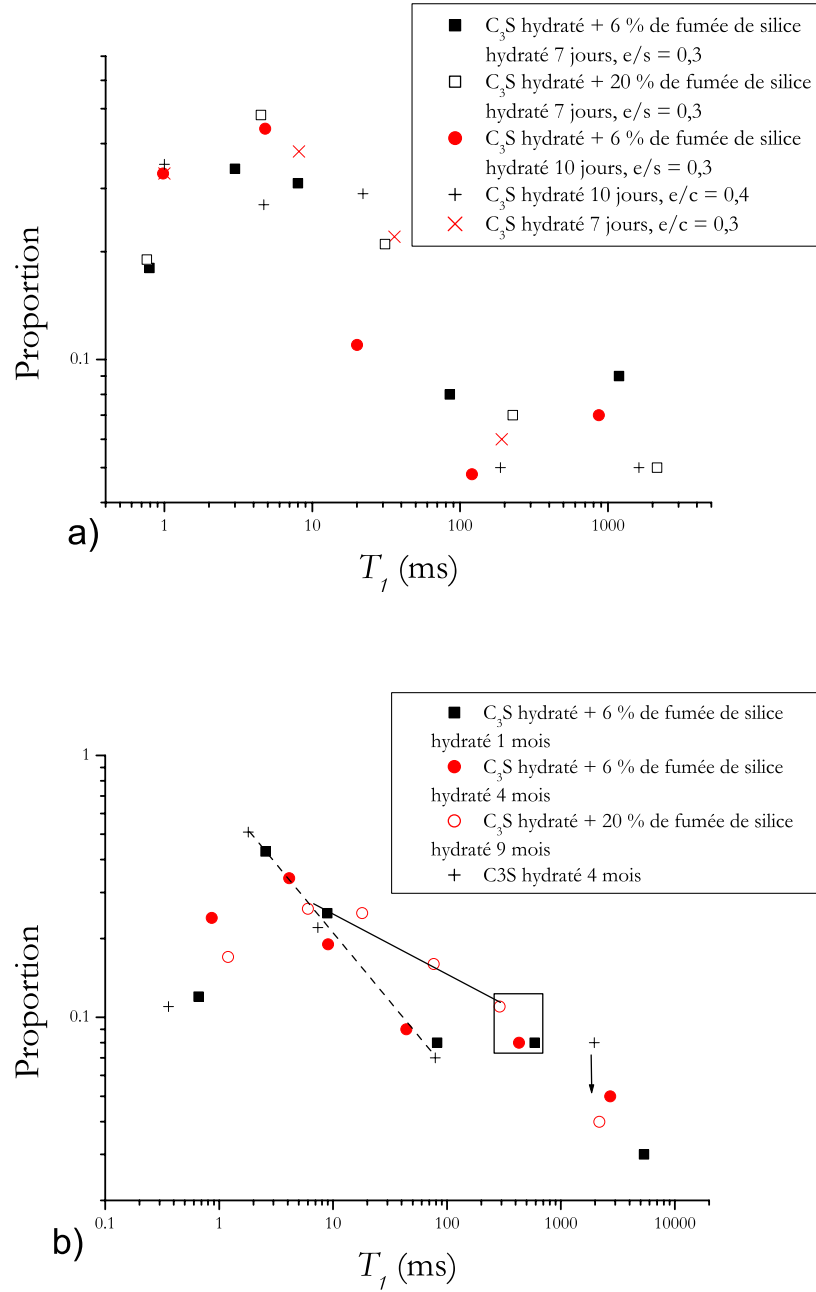 C₃S hydraté + 6 % de fumée de silice
hydraté 7 jours, e/s = 0,3
C₃S hydraté + 20 % de fumée de silice
hydraté 7 jours, e/s = 0,3
C₃S hydraté + 6 % de fumée de silice
hydraté 10 jours, e/s = 0,3
C₃S hydraté 10 jours, e/c = 0,4
C₃S hydraté 7 jours, e/c = 0,3
Proportion
0.1
1 10 100 1000
a)
T₁ (ms)
C₃S hydraté + 6 % de fumée de silice
hydraté 1 mois
C₃S hydraté + 6 % de fumée de silice
hydraté 4 mois
C₃S hydraté + 20 % de fumée de silice
hydraté 9 mois
C3S hydraté 4 mois
Proportion
1
0.1
0.1 1 10 100 1000 10000
b)
T₁ (ms)